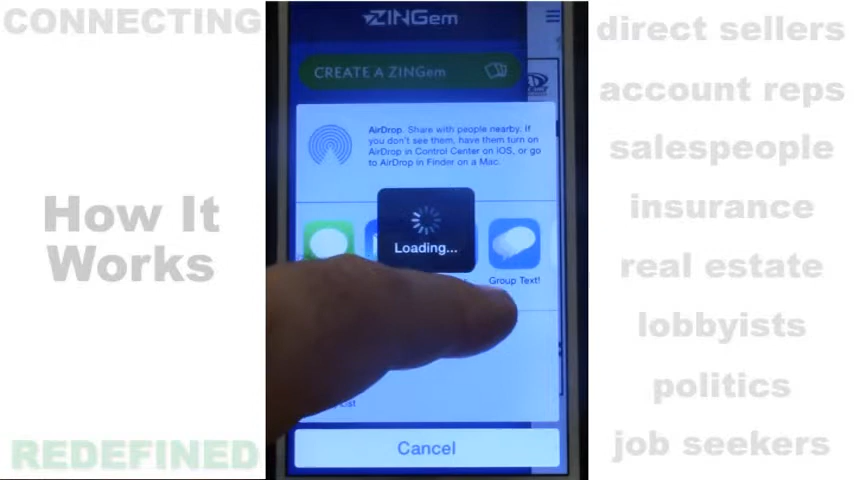 CONNECTING
How It
Works
REDEFINED
ZINGem
CREATE A ZINGem
AirDrop. Share with people nearby. If
you don't see them, have them turn on
AirDrop in Control Center on iOS, or go
to AirDrop in Finder on a Mac.
Loading...
Group Text!
List
Cancel
direct sellers
account reps
salespeople
insurance
real estate
lobbyists
politics
job seekers